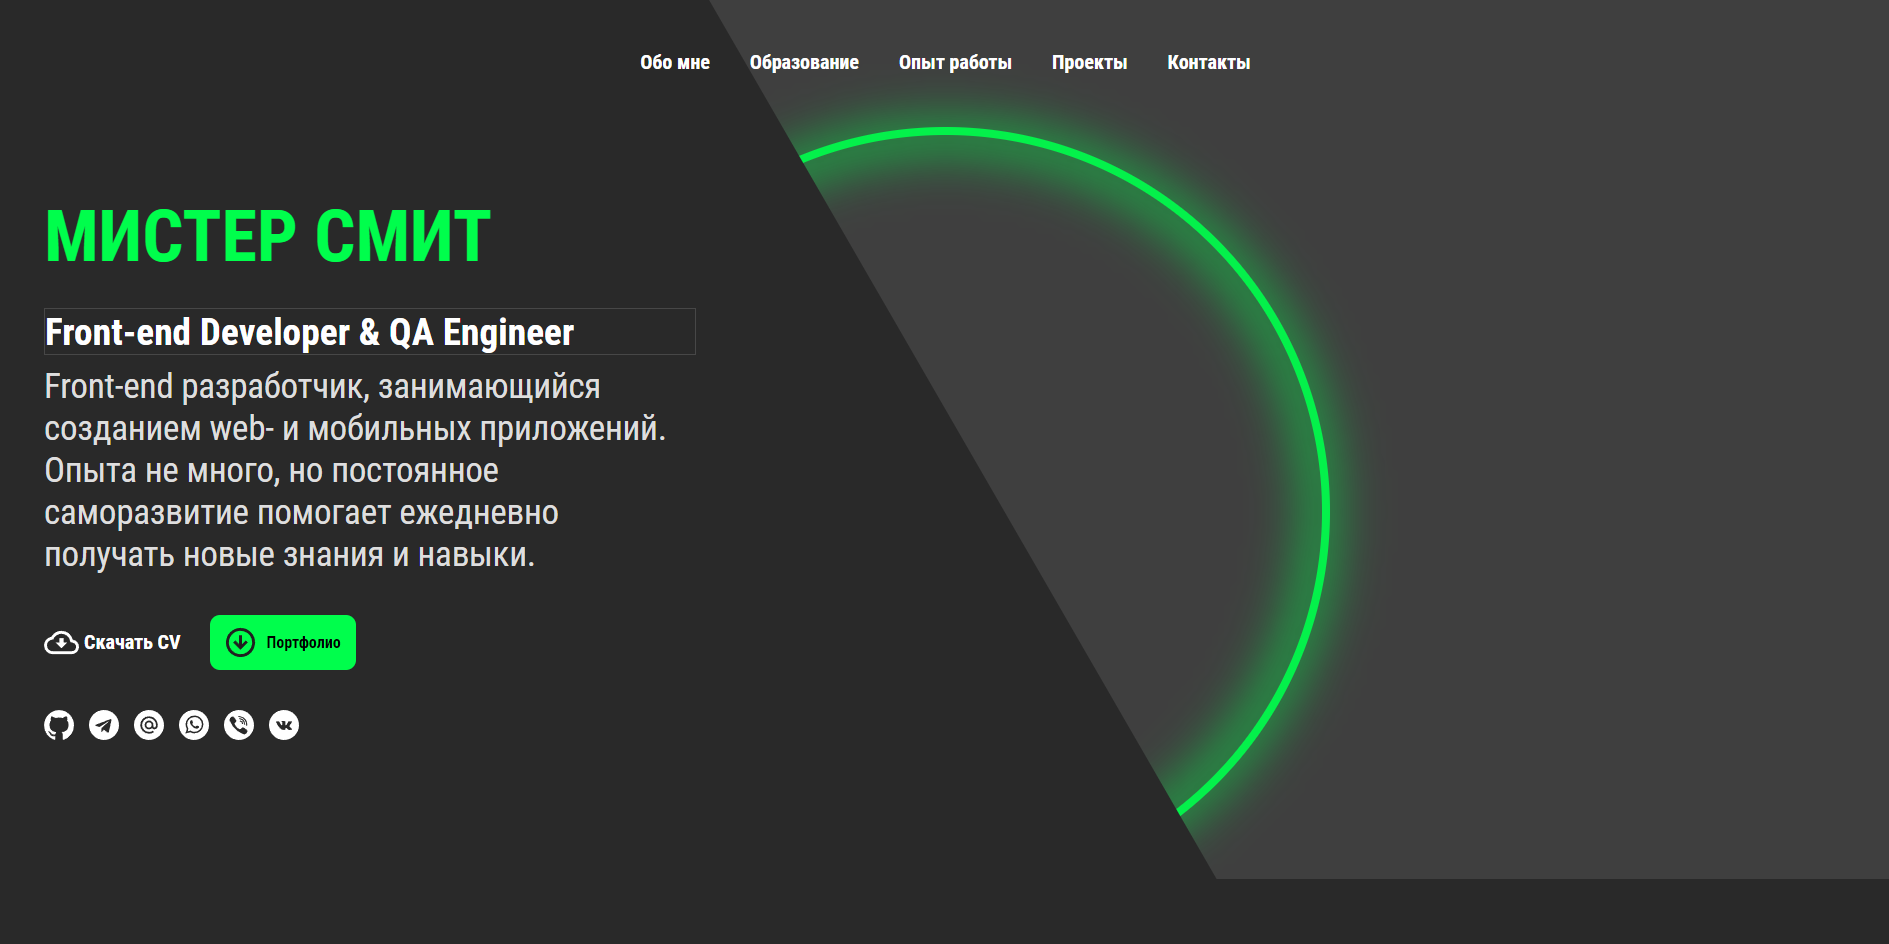 Обо мне Образование Опыт работы Проекты Контакты
МИСТЕР СМИТ
Front-end Developer & QA Engineer
Front-end разработчик, занимающийся
созданием web- и мобильных приложений.
Опыта не много, но постоянное
саморазвитие помогает ежедневно
получать новые знания и навыки.
Скачать CV Портфолио